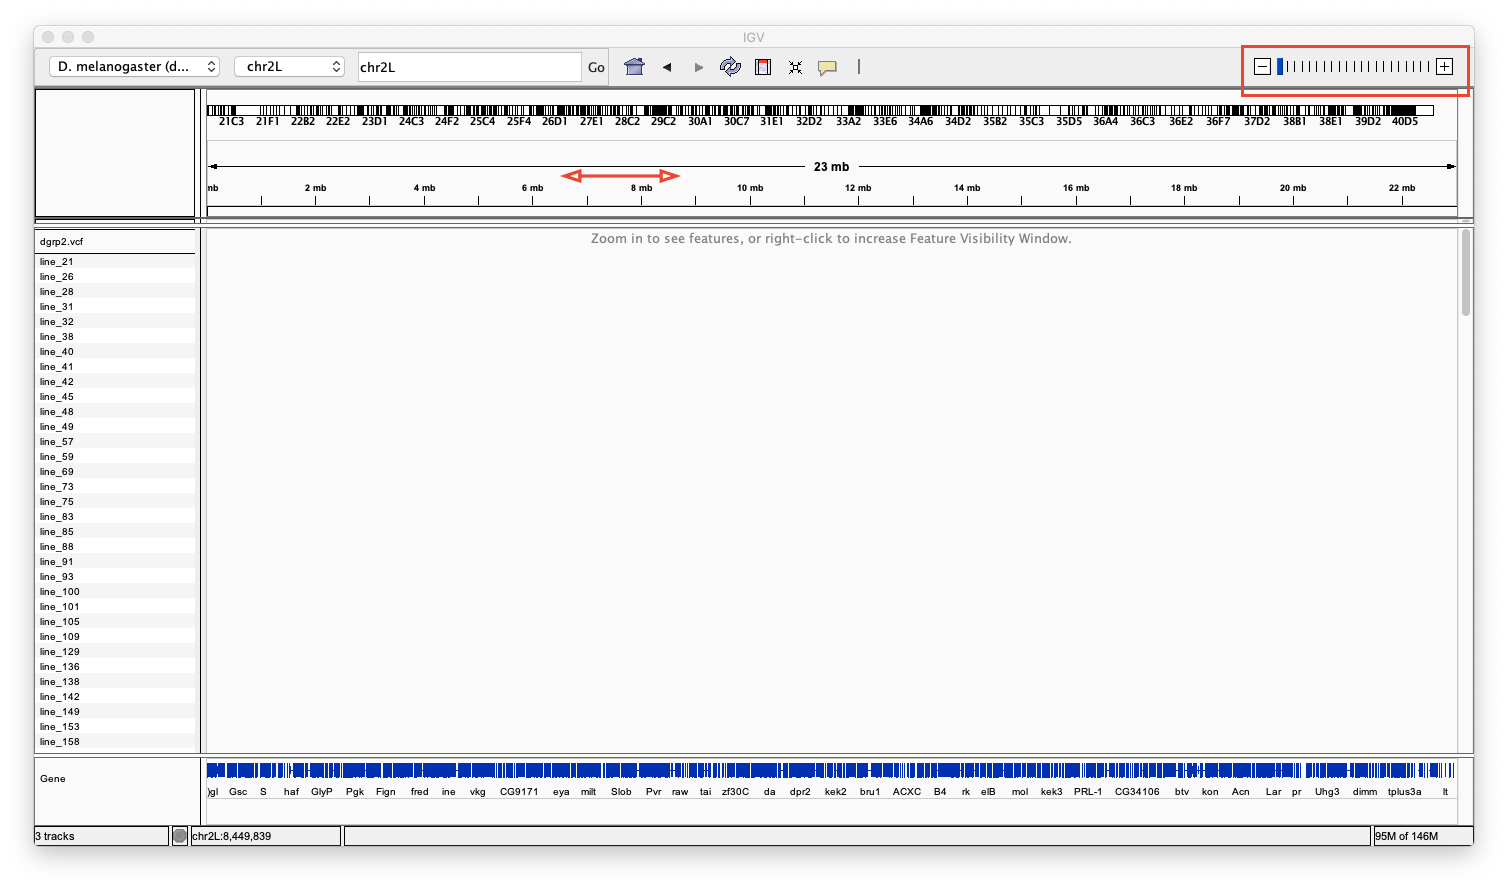 IGV
D. melanogaster (d... chr2L chr2L Go
21C3 21F1 22B2 22E2 23D1 24C3 24F2 25C4 25F4 26D1 27E1 28C2 29C2 30A1 30C7 31E1 32D2 33A2 33E6 34A6 34D2 35B2 35C3 35D5 36A4 36C3 36E2 36F7 37D2 38B1 38E1 39D2 40D5
23 mb
nb 2 mb 4 mb 6 mb 8 mb 10 mb 12 mb 14 mb 16 mb 18 mb 20 mb 22 mb
dgrp2.vcf
Zoom in to see features, or right-click to increase Feature Visibility Window.
line_21
line_26
line_28
line_31
line_32
line_38
line_40
line_41
line_42
line_45
line_48
line_49
line_57
line_59
line_69
line_73
line_75
line_83
line_85
line_88
line_91
line_93
line_100
line_101
line_105
line_109
line_129
line_136
line_138
line_142
line_149
line_153
line_158
Gene
)gl Gsc S haf GlyP Pgk Fign fred ine vkg CG9171 eya milt Slob Pvr raw tai zf30C da dpr2 kek2 bru1 ACXC B4 rk elB mol kek3 PRL-1 CG34106 btv kon Acn Lar pr Uhg3 dimm tplus3a lt
3 tracks chr2L:8,449,839 95M of 146M